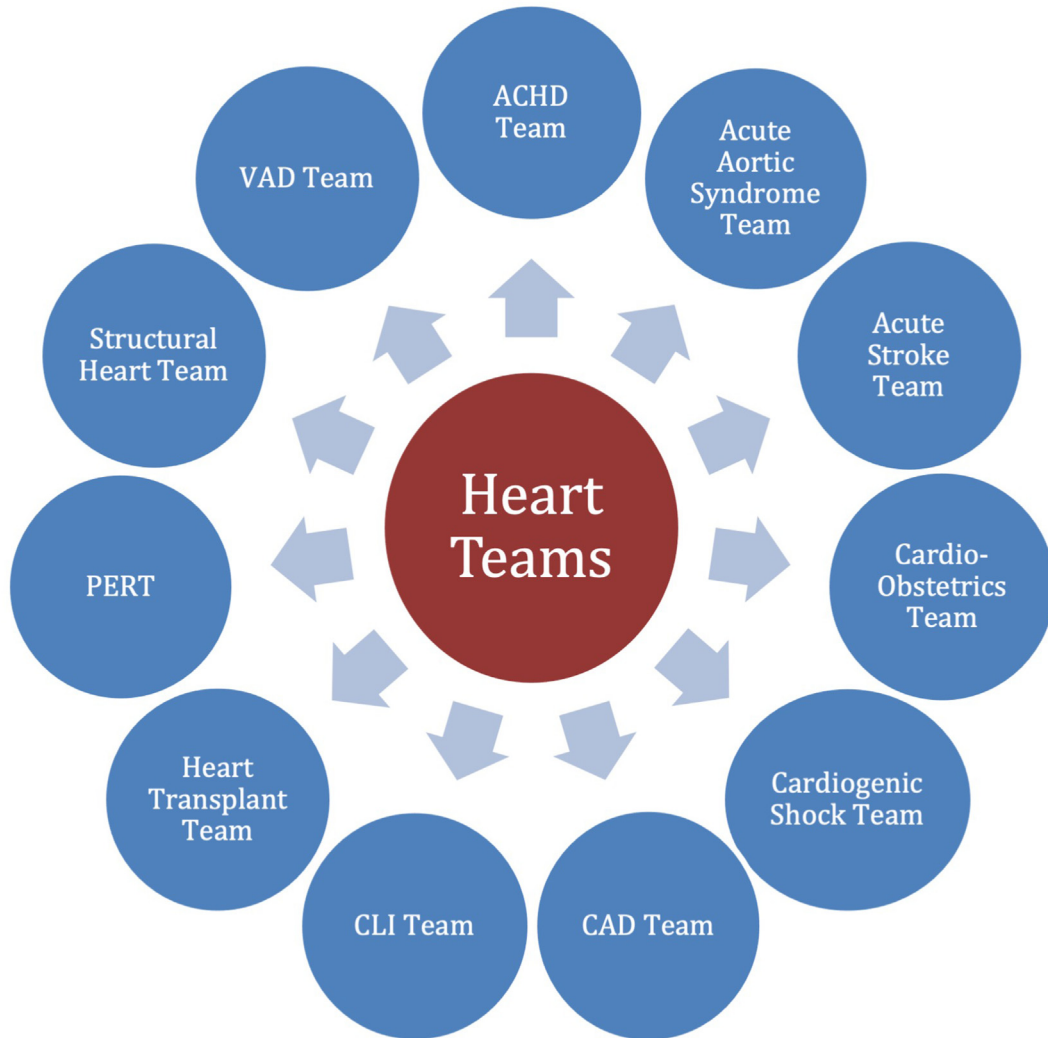 Heart
Teams
ACHD
Team
Acute
Aortic
Syndrome
Team
Acute
Stroke
Team
Cardio-
Obstetrics
Team
Cardiogenic
Shock Team
CAD Team
CLI Team
Heart
Transplant
Team
PERT
Structural
Heart Team
VAD Team